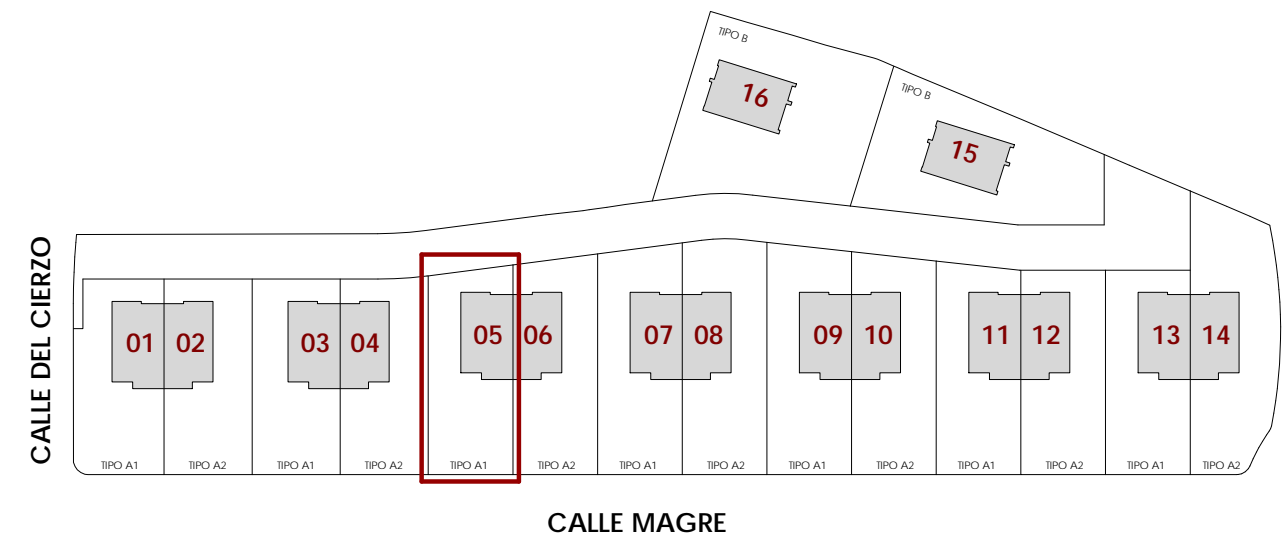 TIPO B
16
TIPO B
15
CALLE DEL CIERZO
01 02 03 04 05 06 07 08 09 10 11 12 13 14
TIPO A1 TIPO A2 TIPO A1 TIPO A2 TIPO A1 TIPO A2 TIPO A1 TIPO A2 TIPO A1 TIPO A2 TIPO A1 TIPO A2 TIPO A1 TIPO A2
CALLE MAGRE